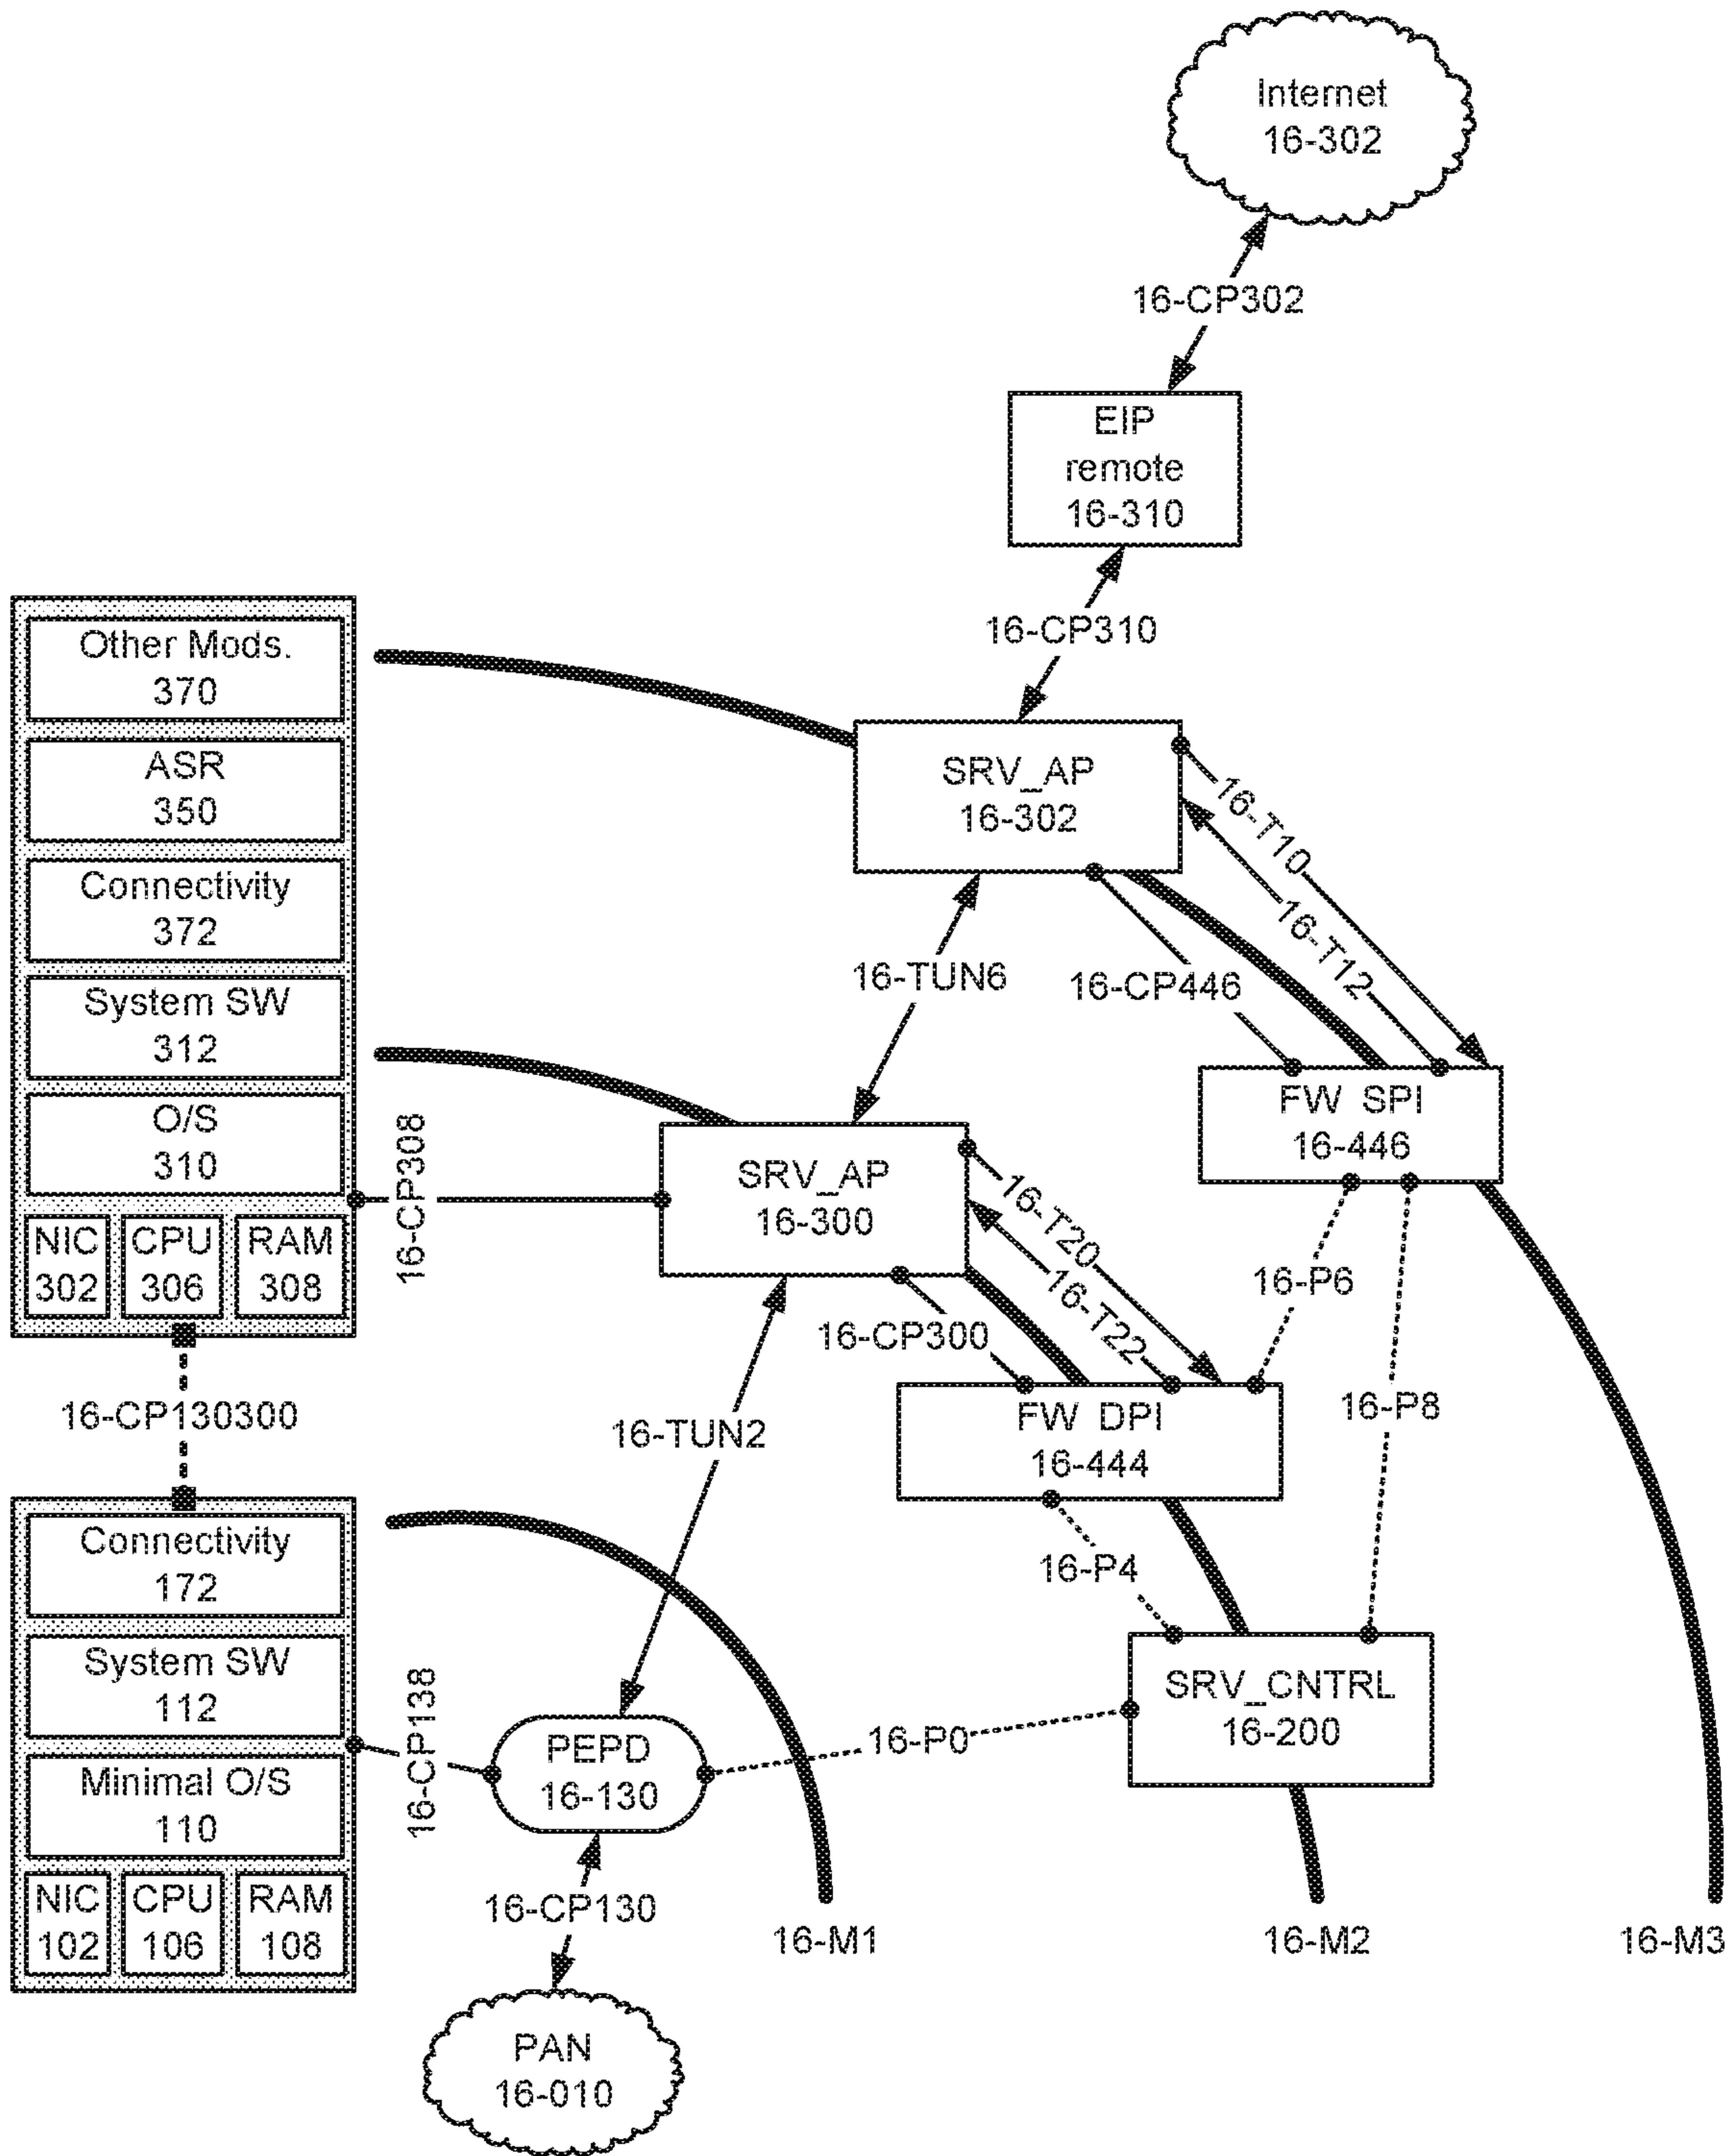 Internet
16-302
16-CP302
EIP
remote
16-310
16-CP310
Other Mods.
370
ASR
350
Connectivity
372
System SW
312
O/S
310
NIC
302
CPU
306
RAM
308
16-CP308
SRV_AP
16-302
16-T10
16-T12
16-TUN6
16-CP446
FW SPI
16-446
SRV_AP
16-300
16-T20
16-T22
16-CP300
16-P6
16-P8
FW DPI
16-444
16-CP130300
16-TUN2
16-P4
Connectivity
172
System SW
112
Minimal O/S
110
NIC
102
CPU
106
RAM
108
16-CP138
PEPD
16-130
16-P0
SRV_CNTRL
16-200
16-CP130
16-M1
16-M2
16-M3
PAN
16-010